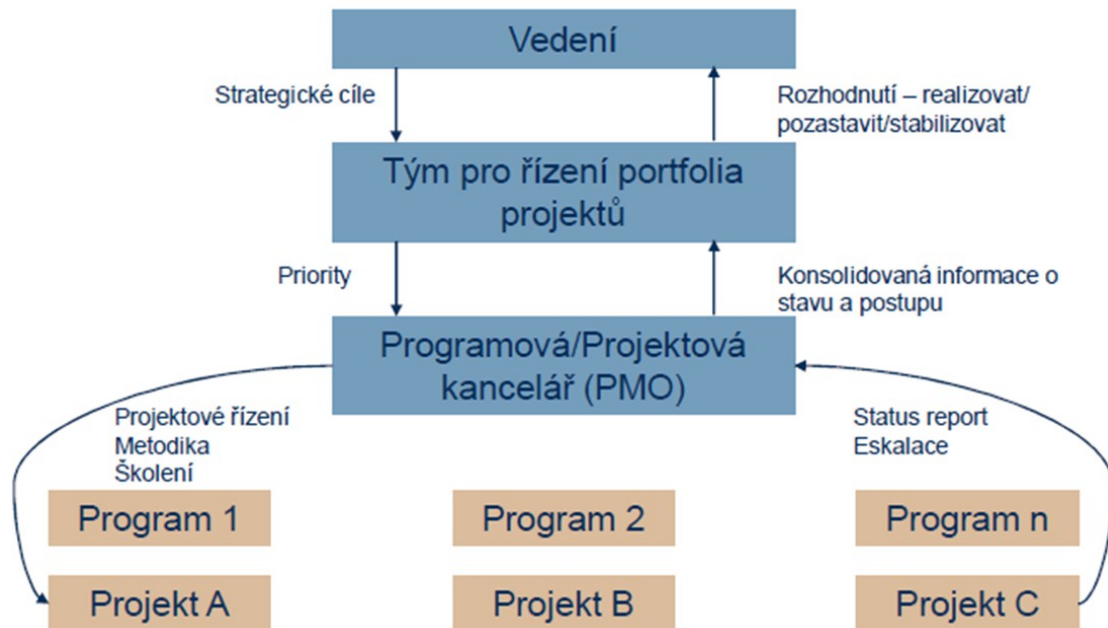 Vedení
Strategické cíle
Rozhodnutí – realizovat/
pozastavit/stabilizovat
Tým pro řízení portfolia
projektů
Priority
Konsolidovaná informace o
stavu a postupu
Programová/Projektová
kancelář (PMO)
Projektové řízení
Metodika
Školení
Status report
Eskalace
Program 1
Program 2
Program n
Projekt A
Projekt B
Projekt C